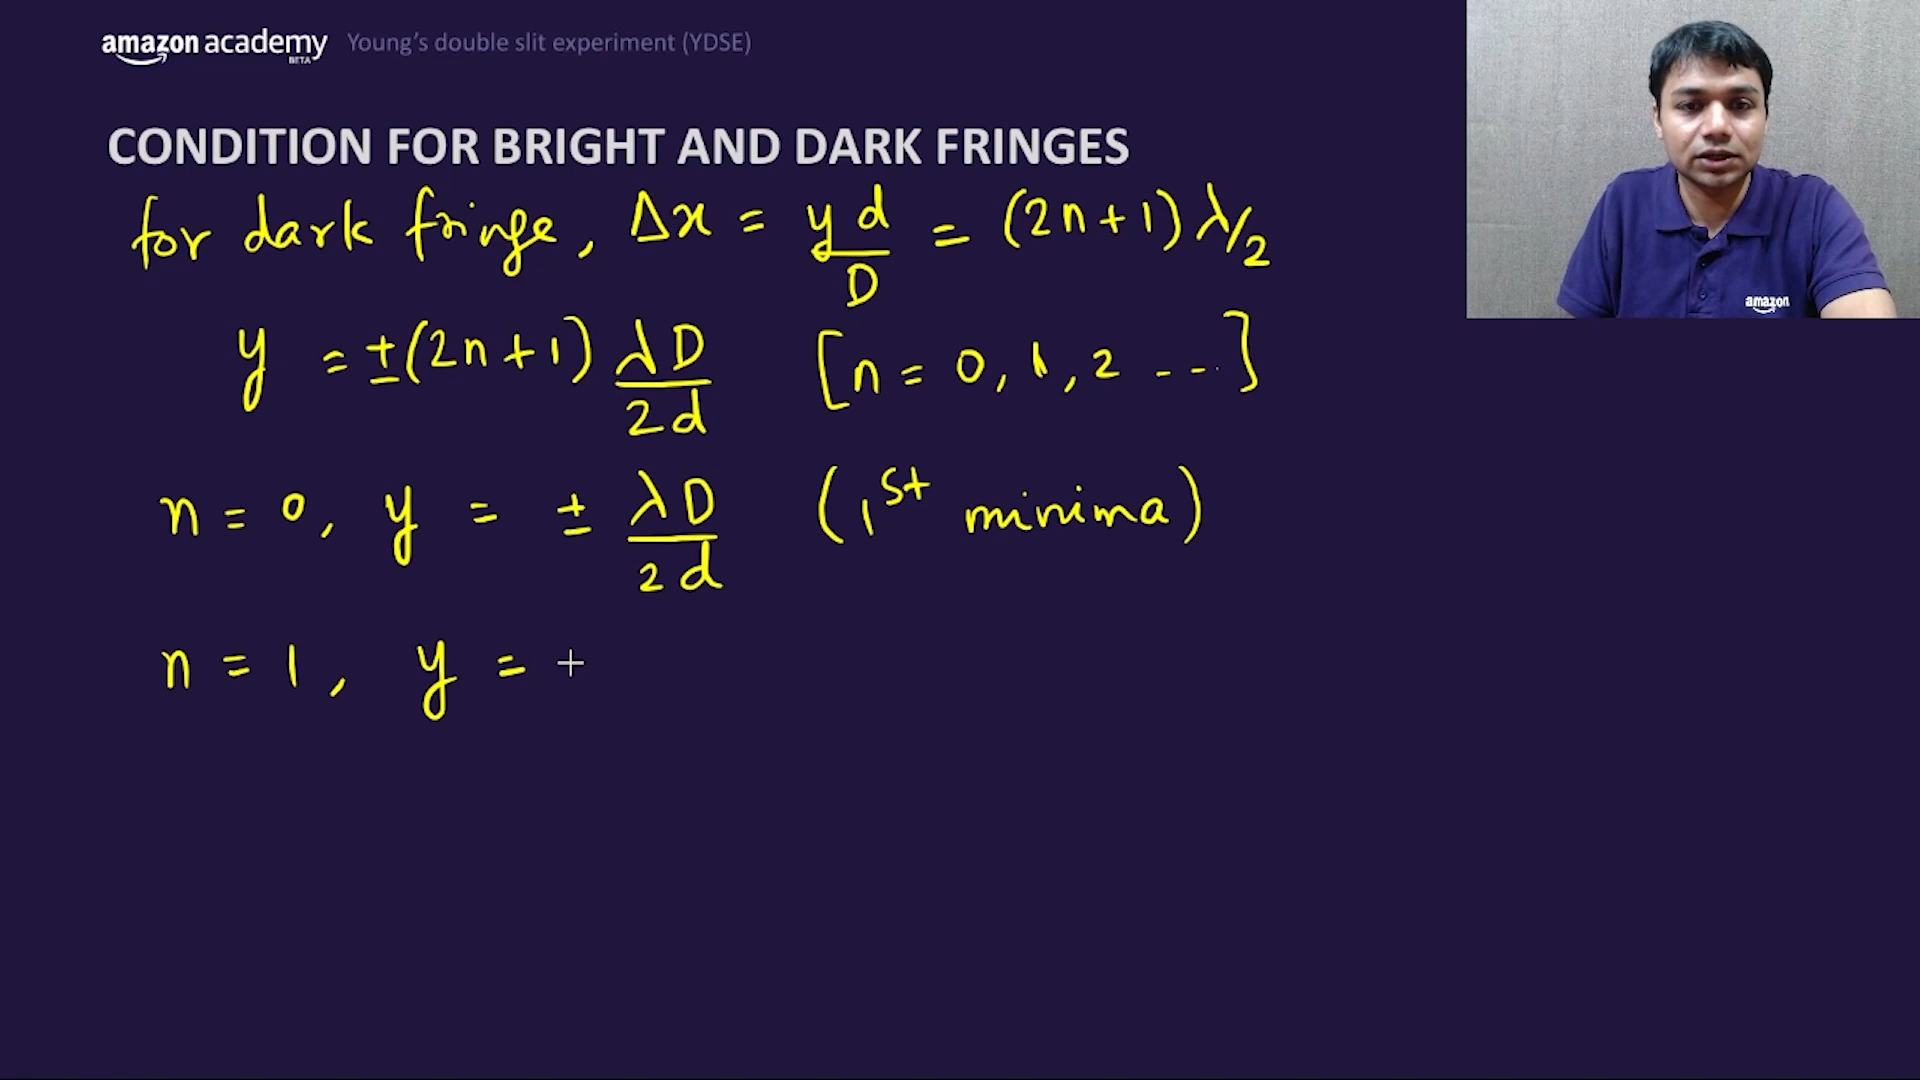 amazon academy BETA Young's double slit experiment (YDSE)
CONDITION FOR BRIGHT AND DARK FRINGES
for dark fringe, Δx = yd/D = (2n+1) λ/2
y = ±(2n+1) λD/2d [n = 0, 1, 2 ---]
n = 0, y = ± λD/2d (1st minima)
n = 1, y =
amazon